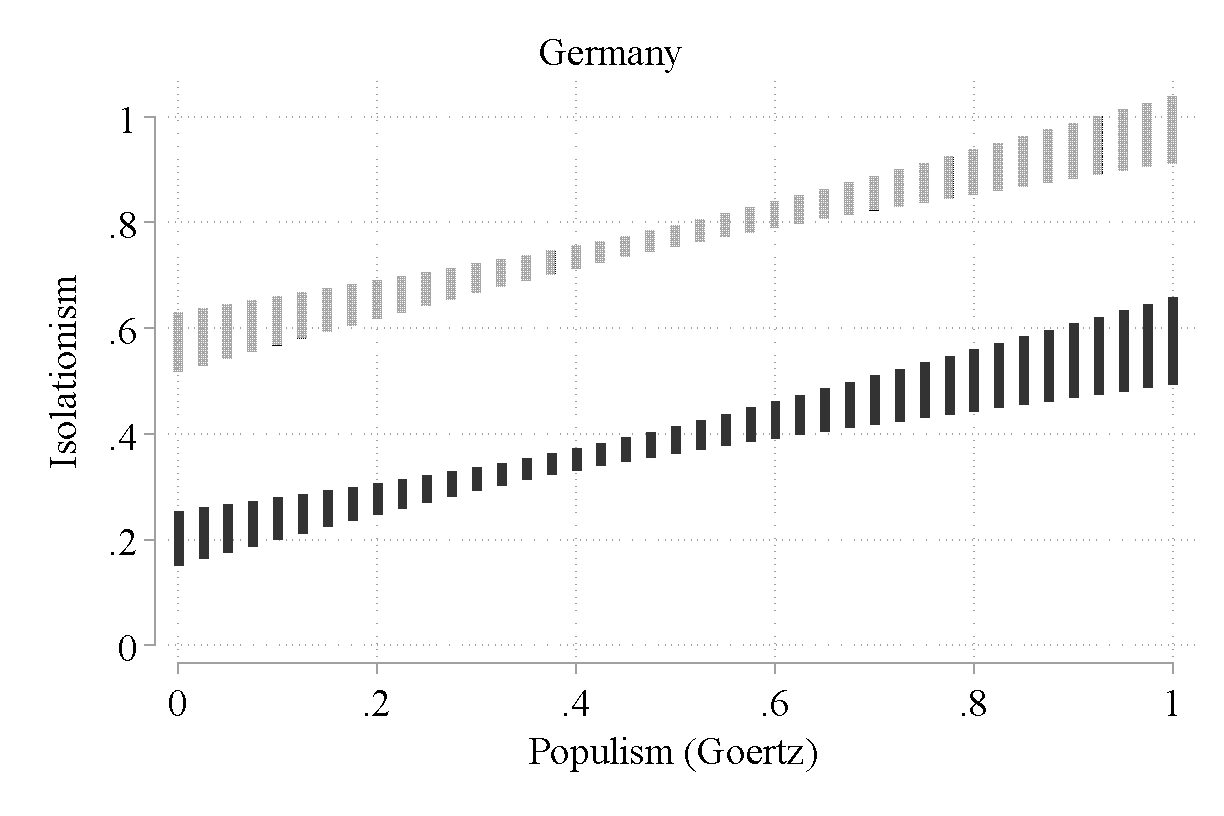 Germany
1
.8
.6
.4
.2
0
Isolationism
0 .2 .4 .6 .8 1
Populism (Goertz)